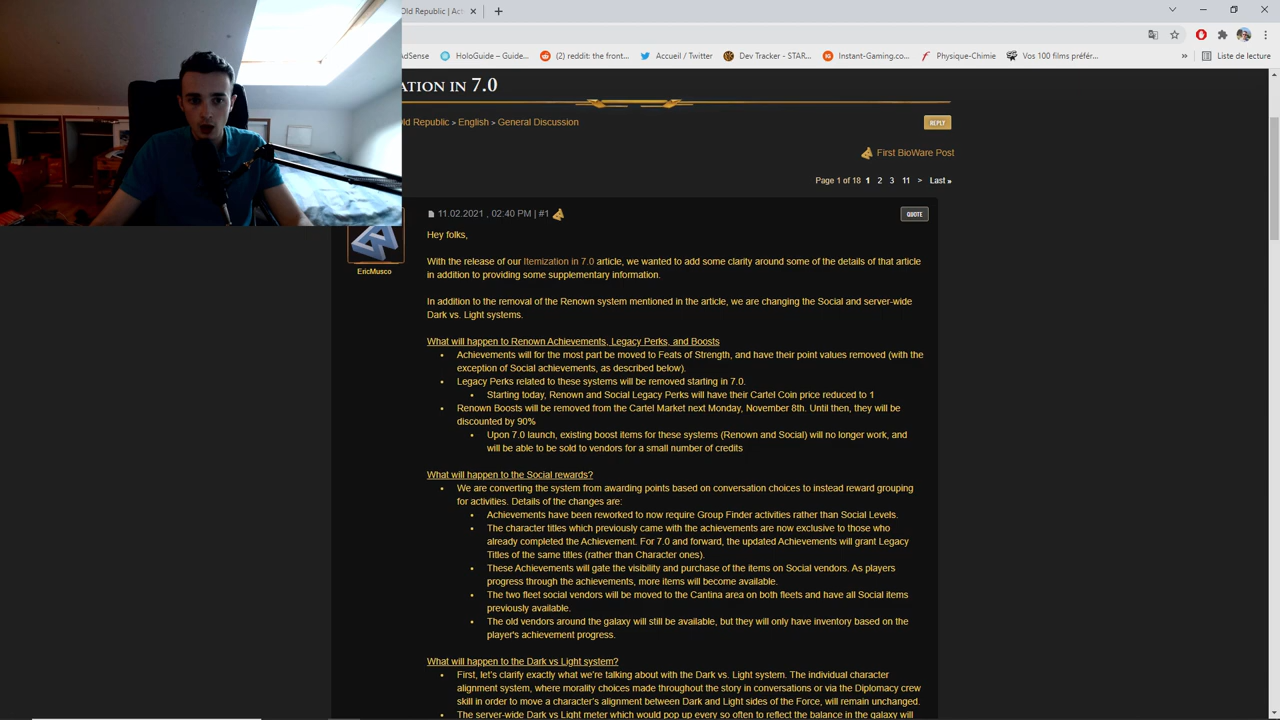 Old Republic | Act
AdSense
HoloGuide – Guide...
(2) reddit: the front...
Accueil / Twitter
Dev Tracker - STAR...
Instant-Gaming.co...
Physique-Chimie
Vos 100 films préfér...
»
Liste de lecture
ATION IN 7.0
Old Republic > English > General Discussion
REPLY
First BioWare Post
Page 1 of 18 1 2 3 11 > Last »
11.02.2021 , 02:40 PM | #1
QUOTE
EricMusco
Hey folks,
With the release of our Itemization in 7.0 article, we wanted to add some clarity around some of the details of that article
in addition to providing some supplementary information.
In addition to the removal of the Renown system mentioned in the article, we are changing the Social and server-wide
Dark vs. Light systems.
What will happen to Renown Achievements, Legacy Perks, and Boosts
• Achievements will for the most part be moved to Feats of Strength, and have their point values removed (with the
exception of Social achievements, as described below).
• Legacy Perks related to these systems will be removed starting in 7.0.
• Starting today, Renown and Social Legacy Perks will have their Cartel Coin price reduced to 1
• Renown Boosts will be removed from the Cartel Market next Monday, November 8th. Until then, they will be
discounted by 90%
• Upon 7.0 launch, existing boost items for these systems (Renown and Social) will no longer work, and
will be able to be sold to vendors for a small number of credits
What will happen to the Social rewards?
• We are converting the system from awarding points based on conversation choices to instead reward grouping
for activities. Details of the changes are:
• Achievements have been reworked to now require Group Finder activities rather than Social Levels.
• The character titles which previously came with the achievements are now exclusive to those who
already completed the Achievement. For 7.0 and forward, the updated Achievements will grant Legacy
Titles of the same titles (rather than Character ones).
• These Achievements will gate the visibility and purchase of the items on Social vendors. As players
progress through the achievements, more items will become available.
• The two fleet social vendors will be moved to the Cantina area on both fleets and have all Social items
previously available.
• The old vendors around the galaxy will still be available, but they will only have inventory based on the
player's achievement progress.
What will happen to the Dark vs Light system?
• First, let's clarify exactly what we're talking about with the Dark vs. Light system. The individual character
alignment system, where morality choices made throughout the story in conversations or via the Diplomacy crew
skill in order to move a character's alignment between Dark and Light sides of the Force, will remain unchanged.
• The server-wide Dark vs Light meter which would pop up every so often to reflect the balance in the galaxy will